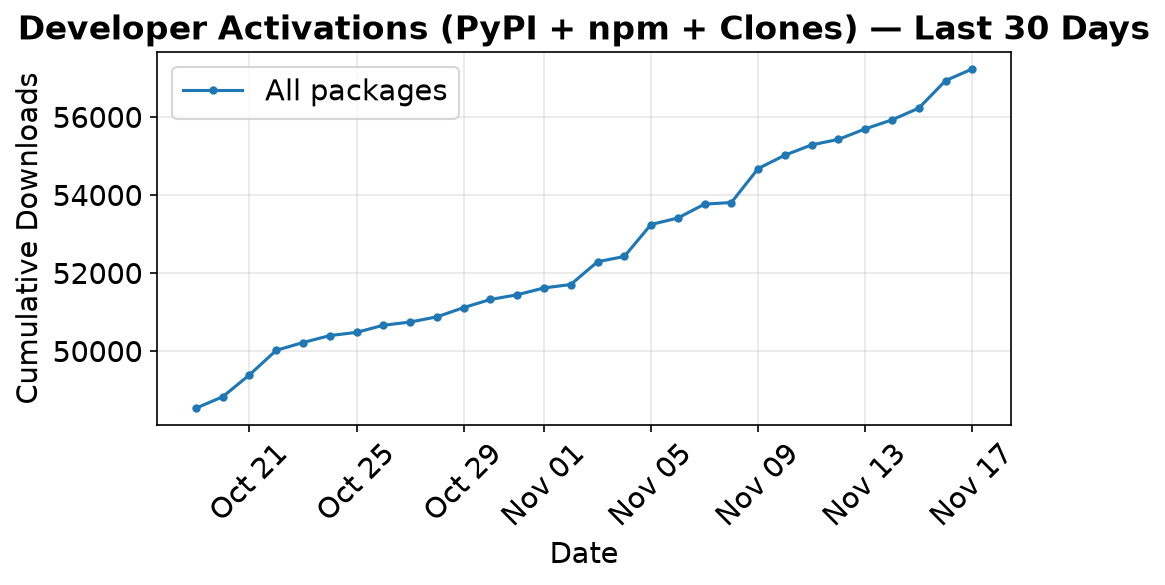 Developer Activations (PyPI + npm + Clones) — Last 30 Days
All packages
Cumulative Downloads
56000
54000
52000
50000
Oct 21
Oct 25
Oct 29
Nov 01
Nov 05
Nov 09
Nov 13
Nov 17
Date